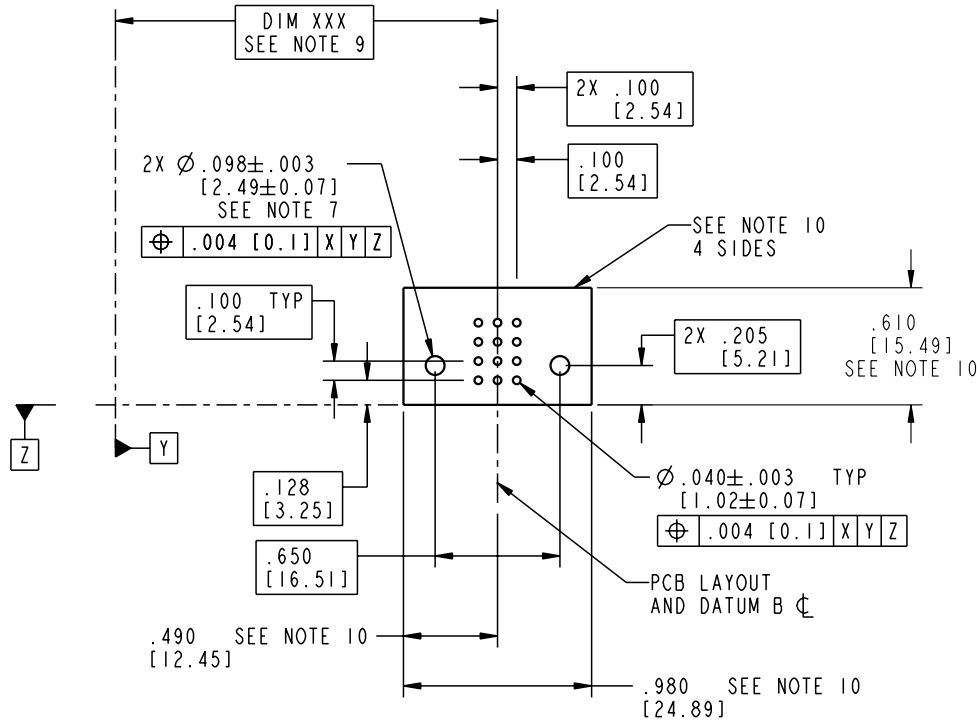 DIM XXX
SEE NOTE 9
2X .100
[2.54]
.100
[2.54]
2X Ø .098±.003
[2.49±0.07]
SEE NOTE 7
⌖ .004 [0.1] X Y Z
SEE NOTE 10
4 SIDES
.100 TYP
[2.54]
2X .205
[5.21]
.610
[15.49]
SEE NOTE 10
Z
Y
.128
[3.25]
Ø .040±.003 TYP
[1.02±0.07]
⌖ .004 [0.1] X Y Z
.650
[16.51]
PCB LAYOUT
AND DATUM B ℄
.490 SEE NOTE 10
[12.45]
.980 SEE NOTE 10
[24.89]